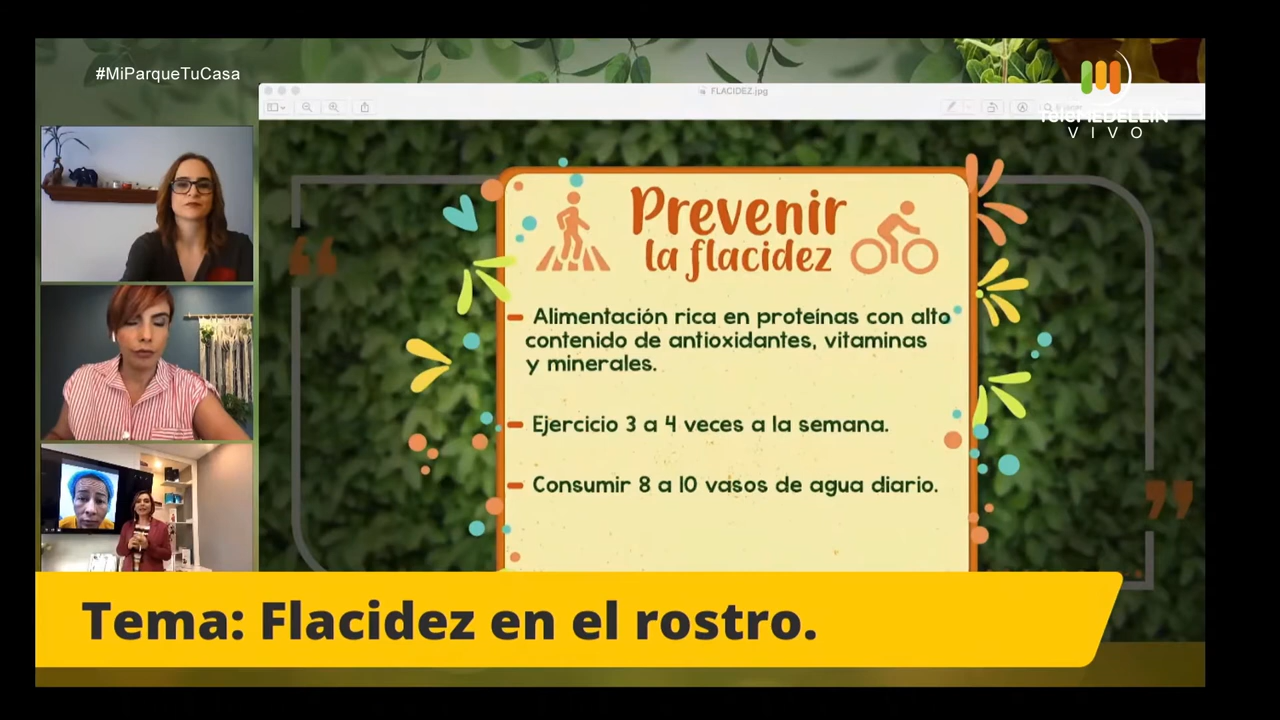 #MiParqueTuCasa
FLACIDEZ.jpg
teleMEDELLÍN
VIVO
Prevenir
la flacidez
Alimentación rica en proteínas con alto
contenido de antioxidantes, vitaminas
y minerales.
Ejercicio 3 a 4 veces a la semana.
Consumir 8 a 10 vasos de agua diario.
Tema: Flacidez en el rostro.